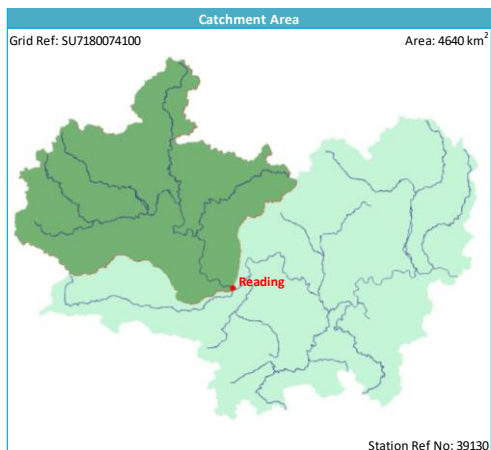 Catchment Area
Grid Ref: SU7180074100 Area: 4640 km²
Reading
Station Ref No: 39130